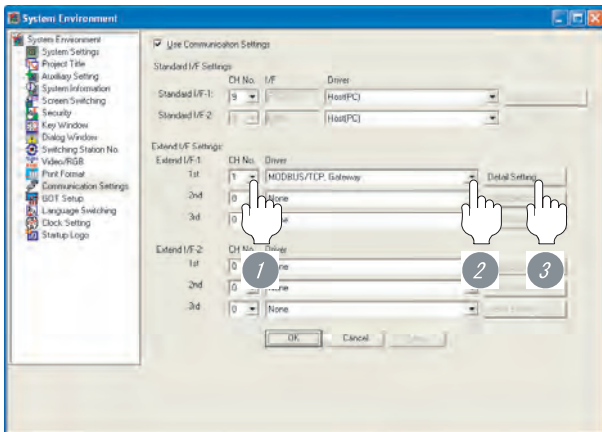 System Environment
System Environment
System Settings
Project Title
Auxiliary Setting
System Information
Screen Switching
Security
Key Window
Dialog Window
Switching Station No.
Video/RGB
Print Format
Communication Settings
GOT Setup
Language Switching
Clock Setting
Startup Logo
Use Communication Settings
Standard I/F Settings
CH No. I/F Driver
Standard I/F-1: 9 Host(PC)
Standard I/F-2: Host(PC)
Extend I/F Settings
Extend I/F-1 CH No. Driver
1st 1 MODBUS/TCP, Gateway Detail Setting
2nd 0 None
3rd 0
Extend I/F-2: CH No. Driver
1st 0
2nd 0 None
3rd 0 None
OK Cancel
1
2
3